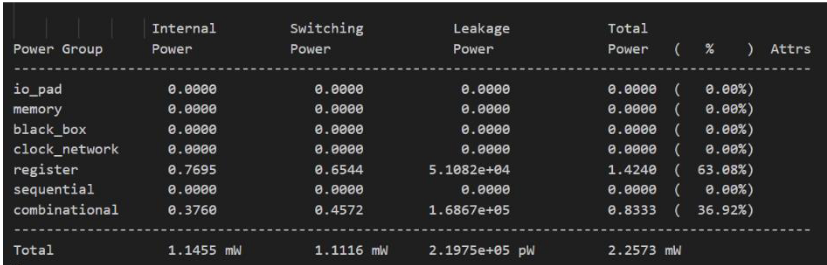 Internal Switching Leakage Total
Power Group Power Power Power Power ( % ) Attrs
--------------------------------------------------------------------------------
io_pad 0.0000 0.0000 0.0000 0.0000 ( 0.00%)
memory 0.0000 0.0000 0.0000 0.0000 ( 0.00%)
black_box 0.0000 0.0000 0.0000 0.0000 ( 0.00%)
clock_network 0.0000 0.0000 0.0000 0.0000 ( 0.00%)
register 0.7695 0.6544 5.1082e+04 1.4240 ( 63.08%)
sequential 0.0000 0.0000 0.0000 0.0000 ( 0.00%)
combinational 0.3760 0.4572 1.6867e+05 0.8333 ( 36.92%)
--------------------------------------------------------------------------------
Total 1.1455 mW 1.1116 mW 2.1975e+05 pW 2.2573 mW